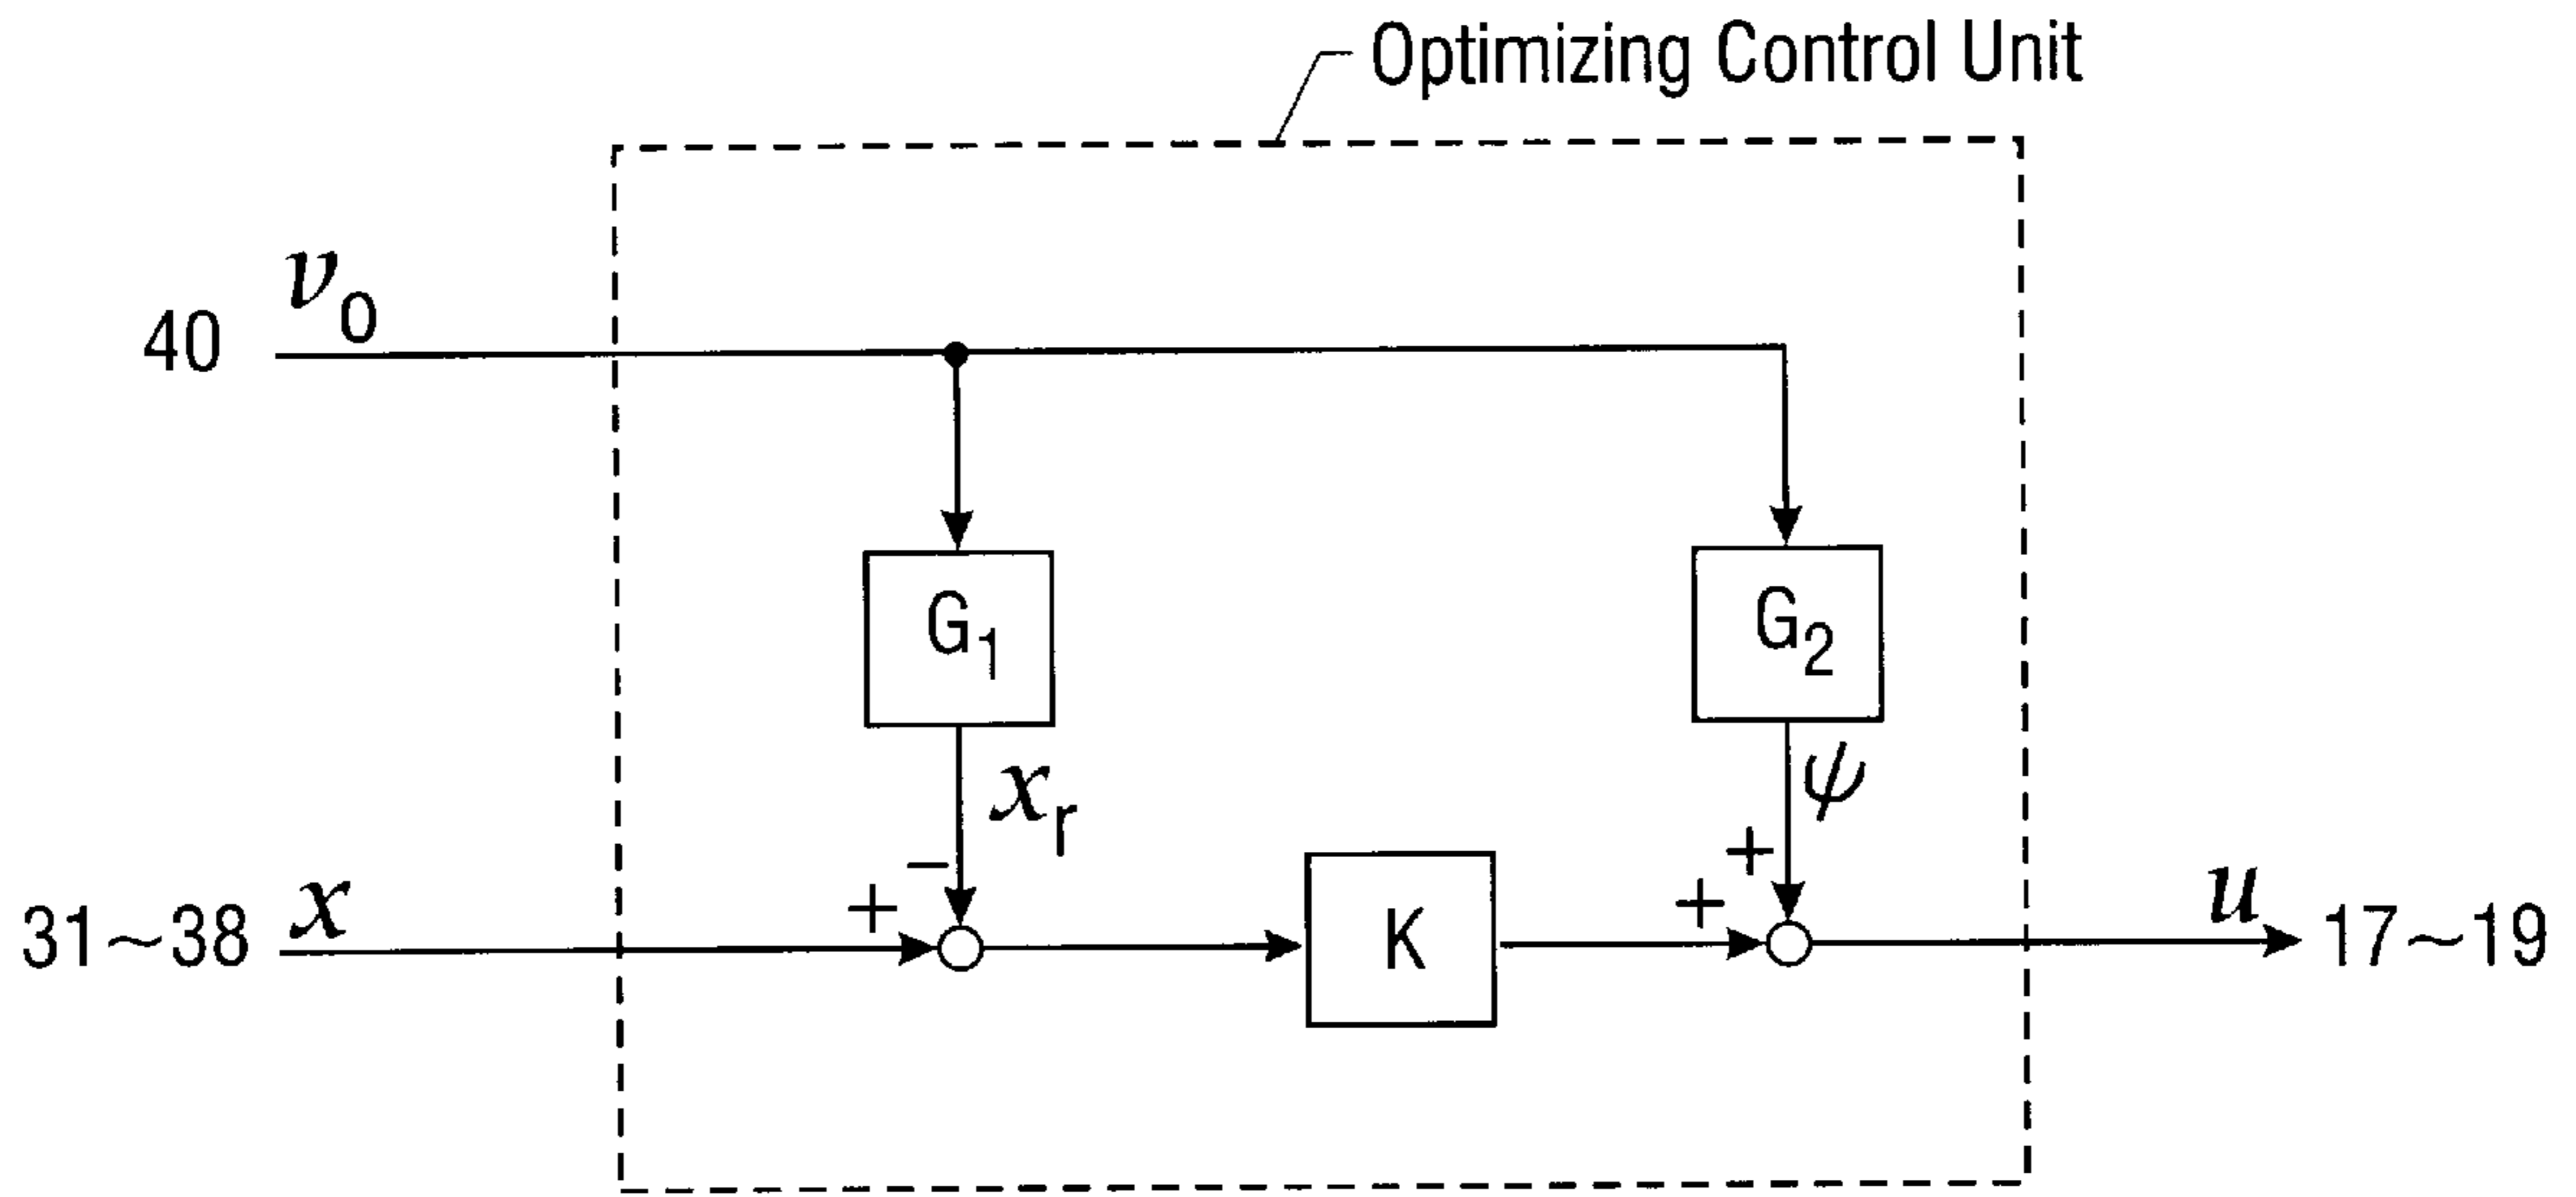 Optimizing Control Unit
40 v₀
G₁
G₂
xᵣ
ψ
−
+
+
+
31~38 x
K
u 17~19